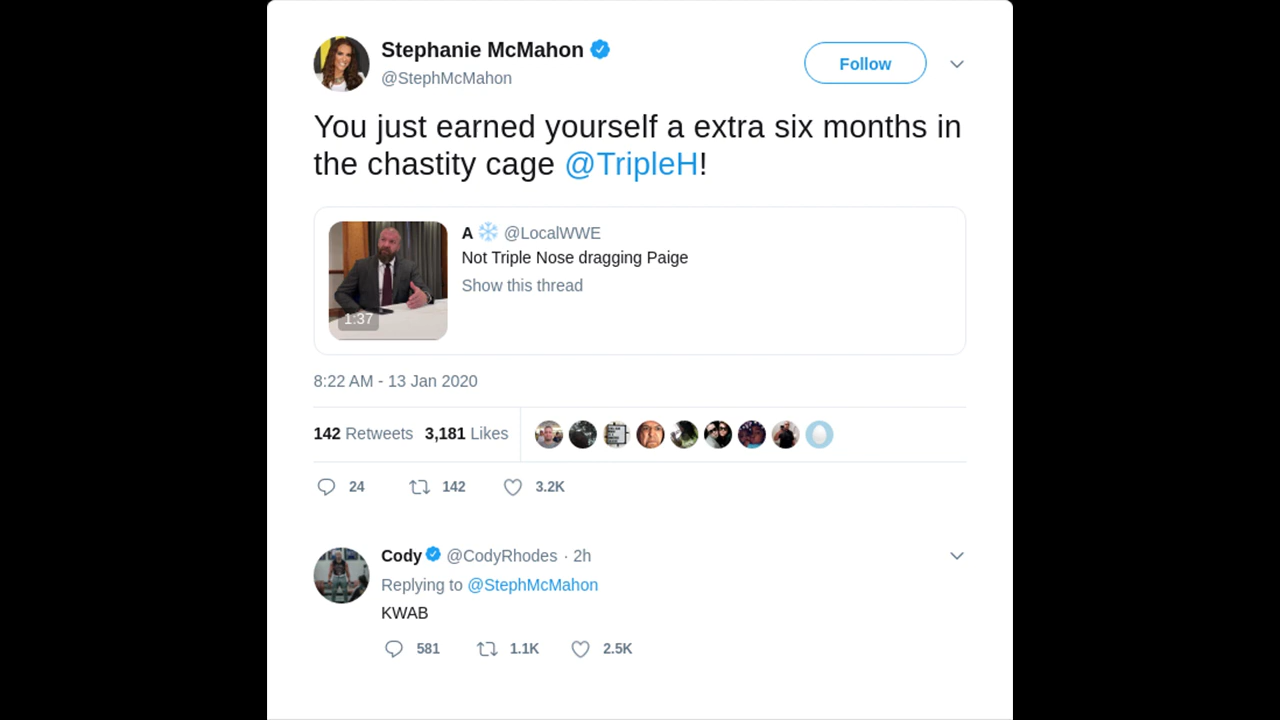 Stephanie McMahon
@StephMcMahon
Follow
You just earned yourself a extra six months in
the chastity cage @TripleH!
A ❄️ @LocalWWE
Not Triple Nose dragging Paige
Show this thread
1:37
8:22 AM - 13 Jan 2020
142 Retweets 3,181 Likes
24 142 3.2K
Cody @CodyRhodes · 2h
Replying to @StephMcMahon
KWAB
581 1.1K 2.5K